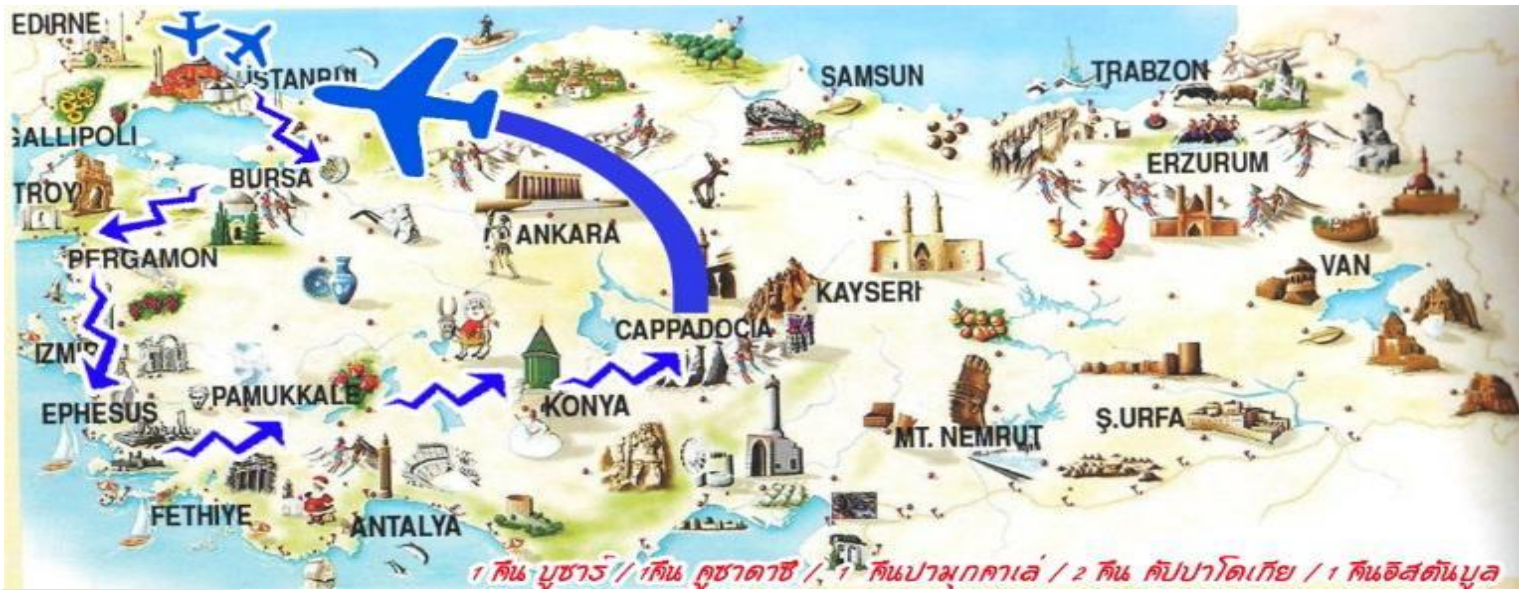 EDIRNE
İSTANBUL
SAMSUN
TRABZON
GALLIPOLI
BURSA
ERZURUM
TROY
ANKARA
PERGAMON
VAN
KAYSERI
CAPPADOCIA
IZMIR
PAMUKKALE
EPHESUS
KONYA
MT. NEMRUT
Ş.URFA
FETHIYE
ANTALYA
1 คืน บูซาร์ / 1คืน คูซาดาซี / 1 คืนปามุกคาเล่ / 2 คืน คัปปาโดเกีย / 1 คืนอิสตันบูล